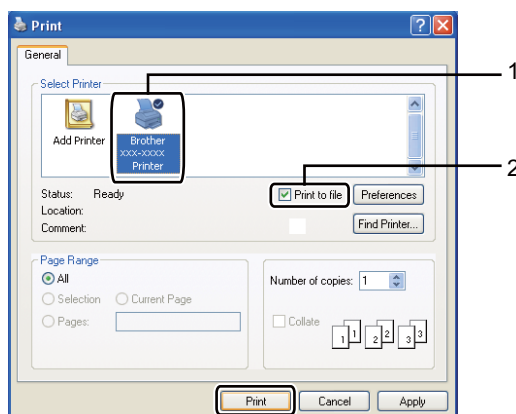 Print
General
Select Printer
1
Add Printer
Brother
xxx-xxxx
Printer
2
Status: Ready
Print to file
Preferences
Location:
Comment:
Find Printer...
Page Range
All
Selection
Current Page
Pages:
Number of copies: 1
Collate
1 1 2 2 3 3
Print
Cancel
Apply